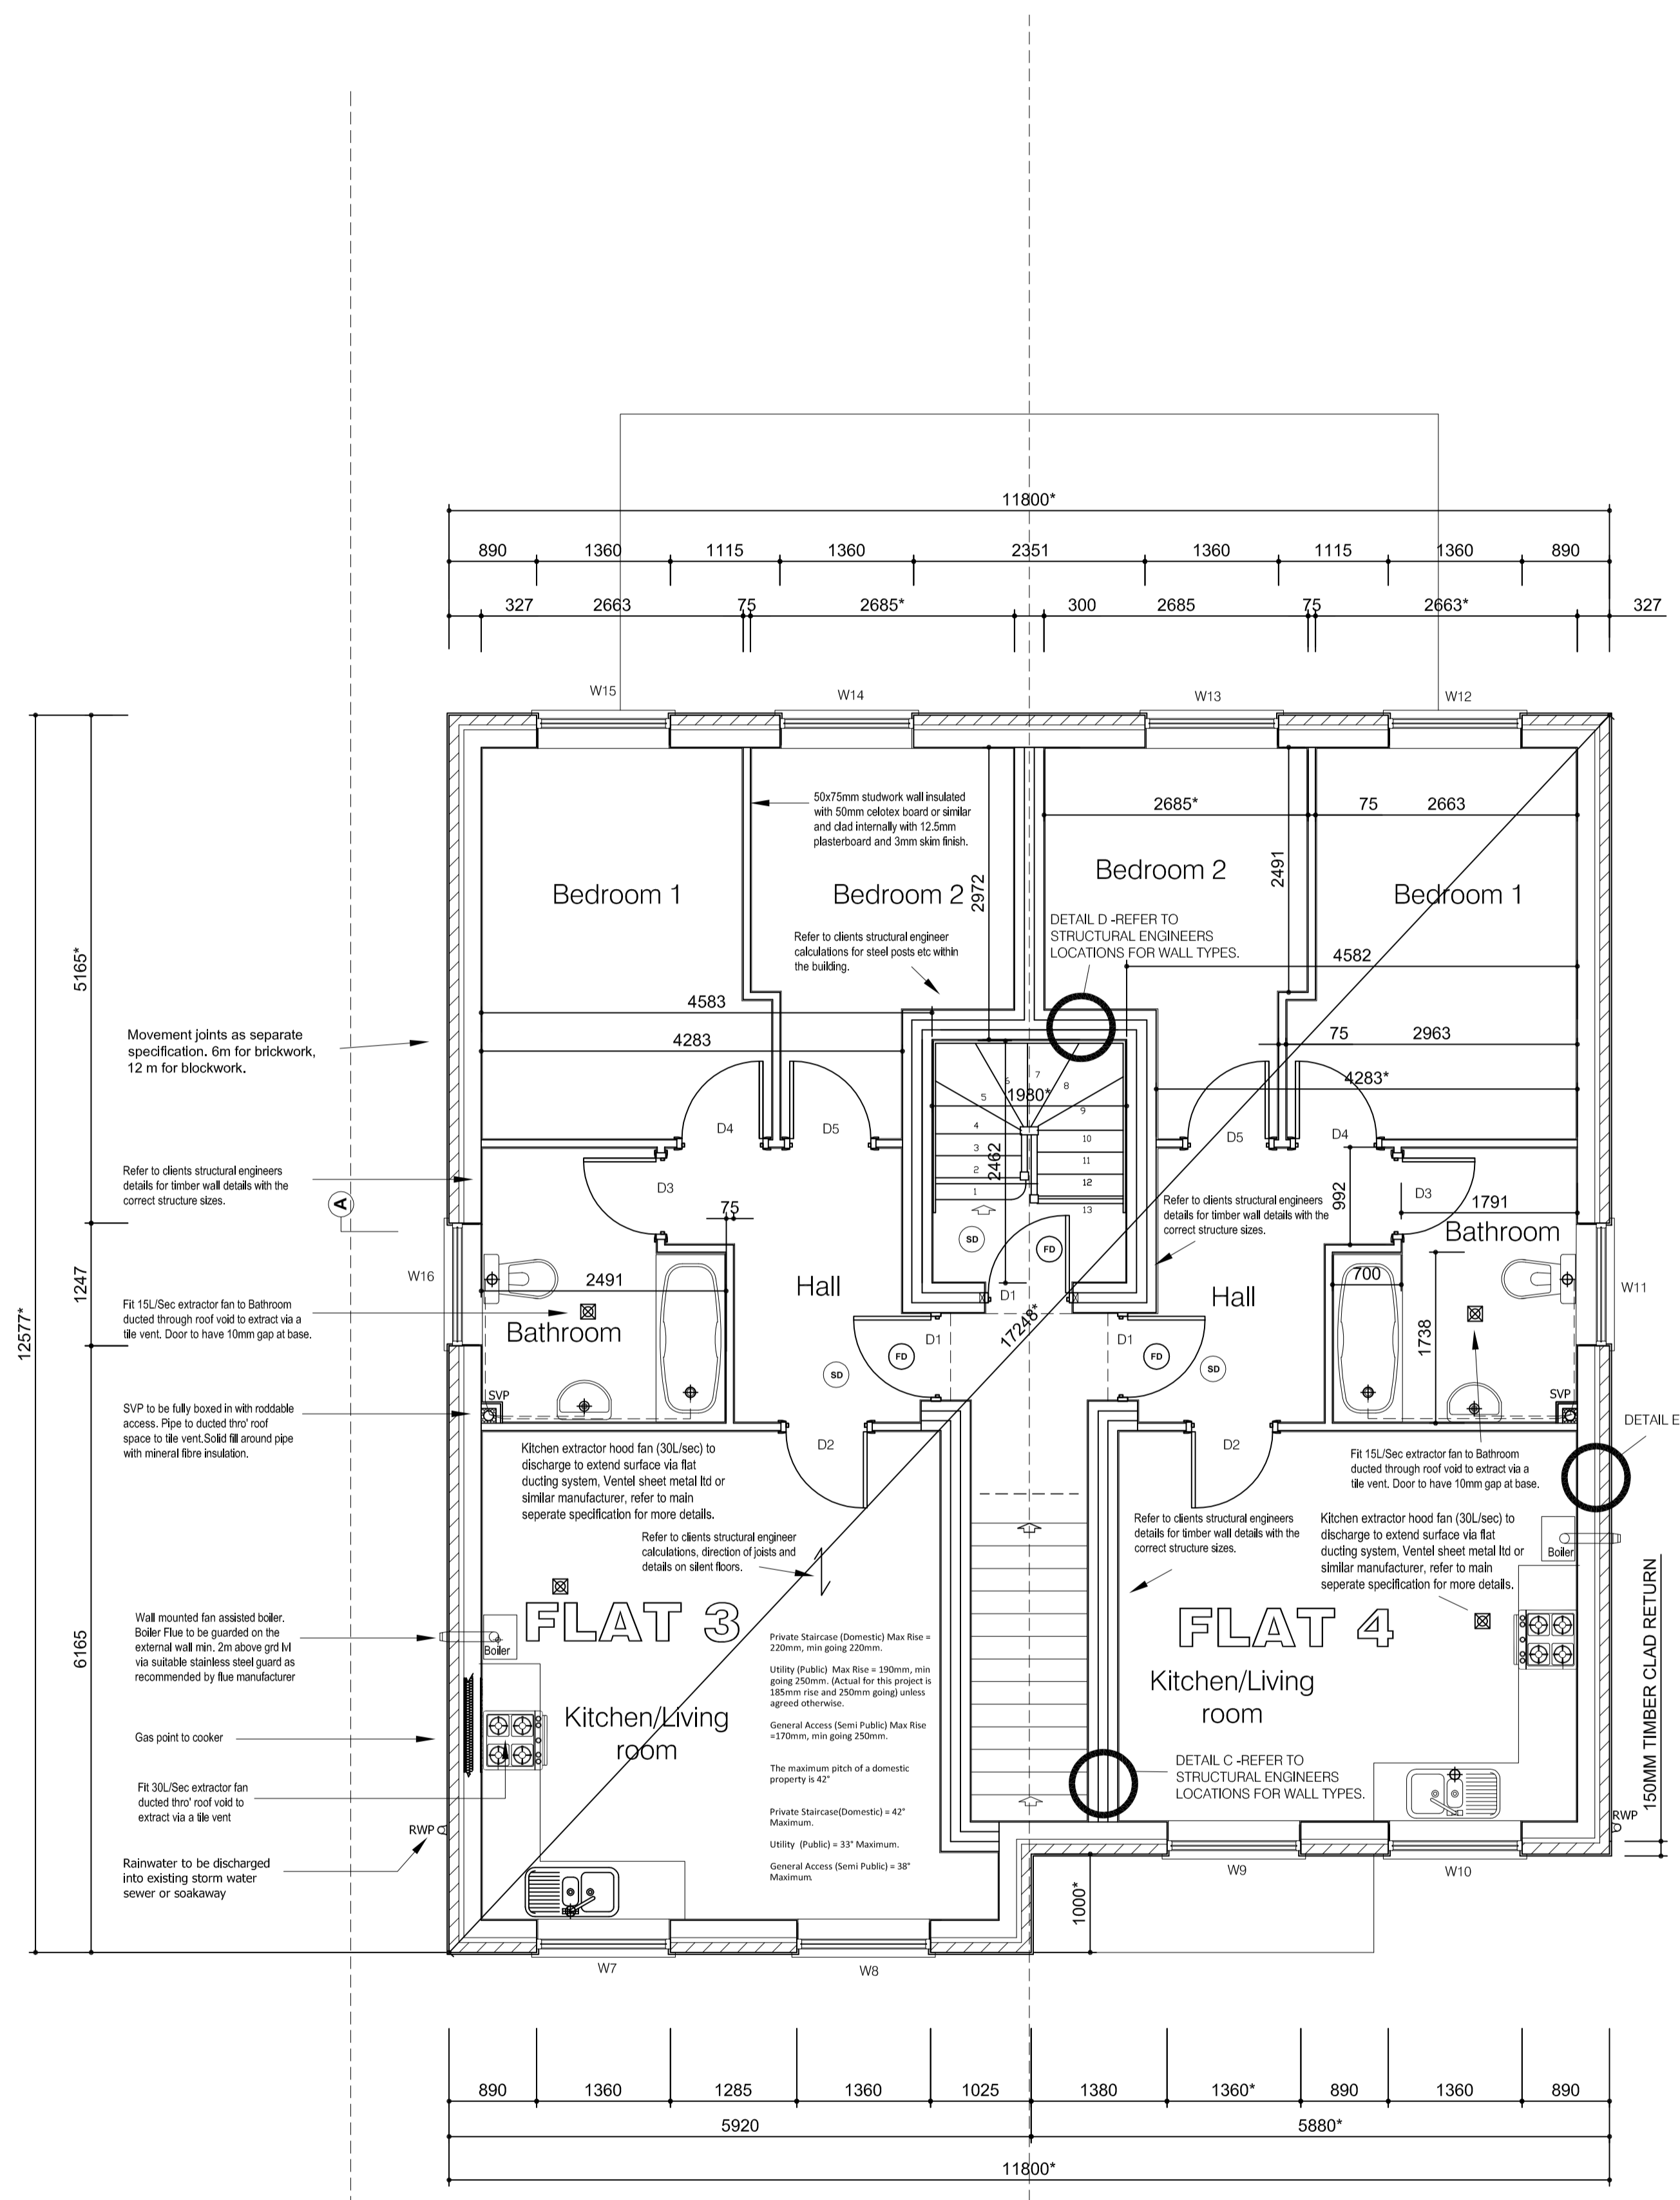 11800*
890 1360 1115 1360 2351 1360 1115 1360 890
327 2663 75 2685* 300 2685 75 2663* 327
W15 W14 W13 W12
50x75mm studwork wall insulated
with 50mm celotex board or similar
and clad internally with 12.5mm
plasterboard and 3mm skim finish.
2685* 75 2663
Bedroom 1
Bedroom 2
2972
Bedroom 2
2491
Bedroom 1
Refer to clients structural engineer
calculations for steel posts etc within
the building.
DETAIL D -REFER TO
STRUCTURAL ENGINEERS
LOCATIONS FOR WALL TYPES.
4582
5165*
4583
4283
75 2963
4283*
Movement joints as separate
specification. 6m for brickwork,
12 m for blockwork.
1980*
2462
1
2
3
4
5
6
7
8
9
10
11
12
13
D4 D5 D5 D4
Refer to clients structural engineers
details for timber wall details with the
correct structure sizes.
A
D3
75
Refer to clients structural engineers
details for timber wall details with the
correct structure sizes.
992
D3
1791
Bathroom
SD
FD
12577*
1247
W16
2491
Hall
D1
Hall
700
W11
Fit 15L/Sec extractor fan to Bathroom
ducted through roof void to extract via a
tile vent. Door to have 10mm gap at base.
Bathroom
17248*
D1 D1
FD FD
SD SD
1738
SVP
SVP
SVP to be fully boxed in with roddable
access. Pipe to ducted thro' roof
space to tile vent.Solid fill around pipe
with mineral fibre insulation.
DETAIL E
D2 D2
Kitchen extractor hood fan (30L/sec) to
discharge to extend surface via flat
ducting system, Ventel sheet metal ltd or
similar manufacturer, refer to main
seperate specification for more details.
Fit 15L/Sec extractor fan to Bathroom
ducted through roof void to extract via a
tile vent. Door to have 10mm gap at base.
Refer to clients structural engineer
calculations, direction of joists and
details on silent floors.
Refer to clients structural engineers
details for timber wall details with the
correct structure sizes.
Kitchen extractor hood fan (30L/sec) to
discharge to extend surface via flat
ducting system, Ventel sheet metal ltd or
similar manufacturer, refer to main
seperate specification for more details.
Boiler
6165
Wall mounted fan assisted boiler.
Boiler Flue to be guarded on the
external wall min. 2m above grd lvl
via suitable stainless steel guard as
recommended by flue manufacturer
Boiler
FLAT 3
FLAT 4
Private Staircase (Domestic) Max Rise =
220mm, min going 220mm.
Utility (Public) Max Rise = 190mm, min
going 250mm. (Actual for this project is
185mm rise and 250mm going) unless
agreed otherwise.
General Access (Semi Public) Max Rise
=170mm, min going 250mm.
The maximum pitch of a domestic
property is 42°
Private Staircase(Domestic) = 42°
Maximum.
Utility (Public) = 33° Maximum.
General Access (Semi Public) = 38°
Maximum.
Kitchen/Living
room
Kitchen/Living
room
Gas point to cooker
Fit 30L/Sec extractor fan
ducted thro' roof void to
extract via a tile vent
DETAIL C -REFER TO
STRUCTURAL ENGINEERS
LOCATIONS FOR WALL TYPES.
150MM TIMBER CLAD RETURN
RWP
RWP
Rainwater to be discharged
into existing storm water
sewer or soakaway
W9 W10
1000*
W7 W8
890 1360 1285 1360 1025 1380 1360* 890 1360 890
5920 5880*
11800*